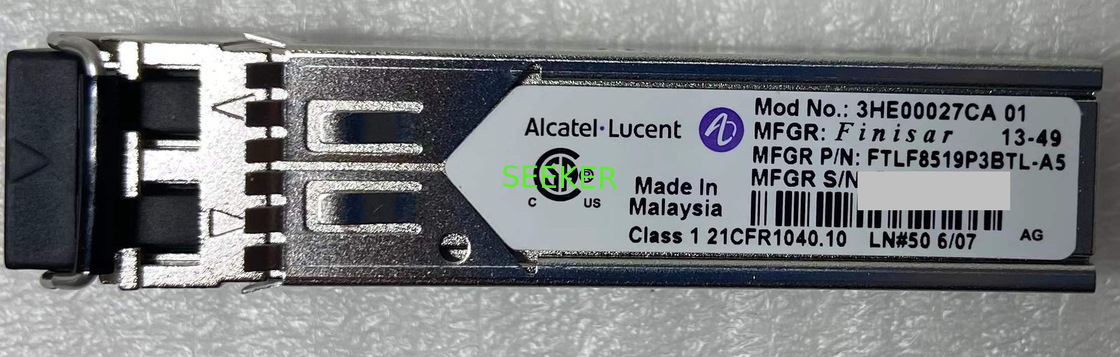 Alcatel·Lucent
Mod No.: 3HE00027CA 01
MFGR: Finisar 13-49
MFGR P/N: FTLF8519P3BTL-A5
MFGR S/N
SEEKER
C US
Made In
Malaysia
Class 1 21CFR1040.10 LN#50 6/07 AG